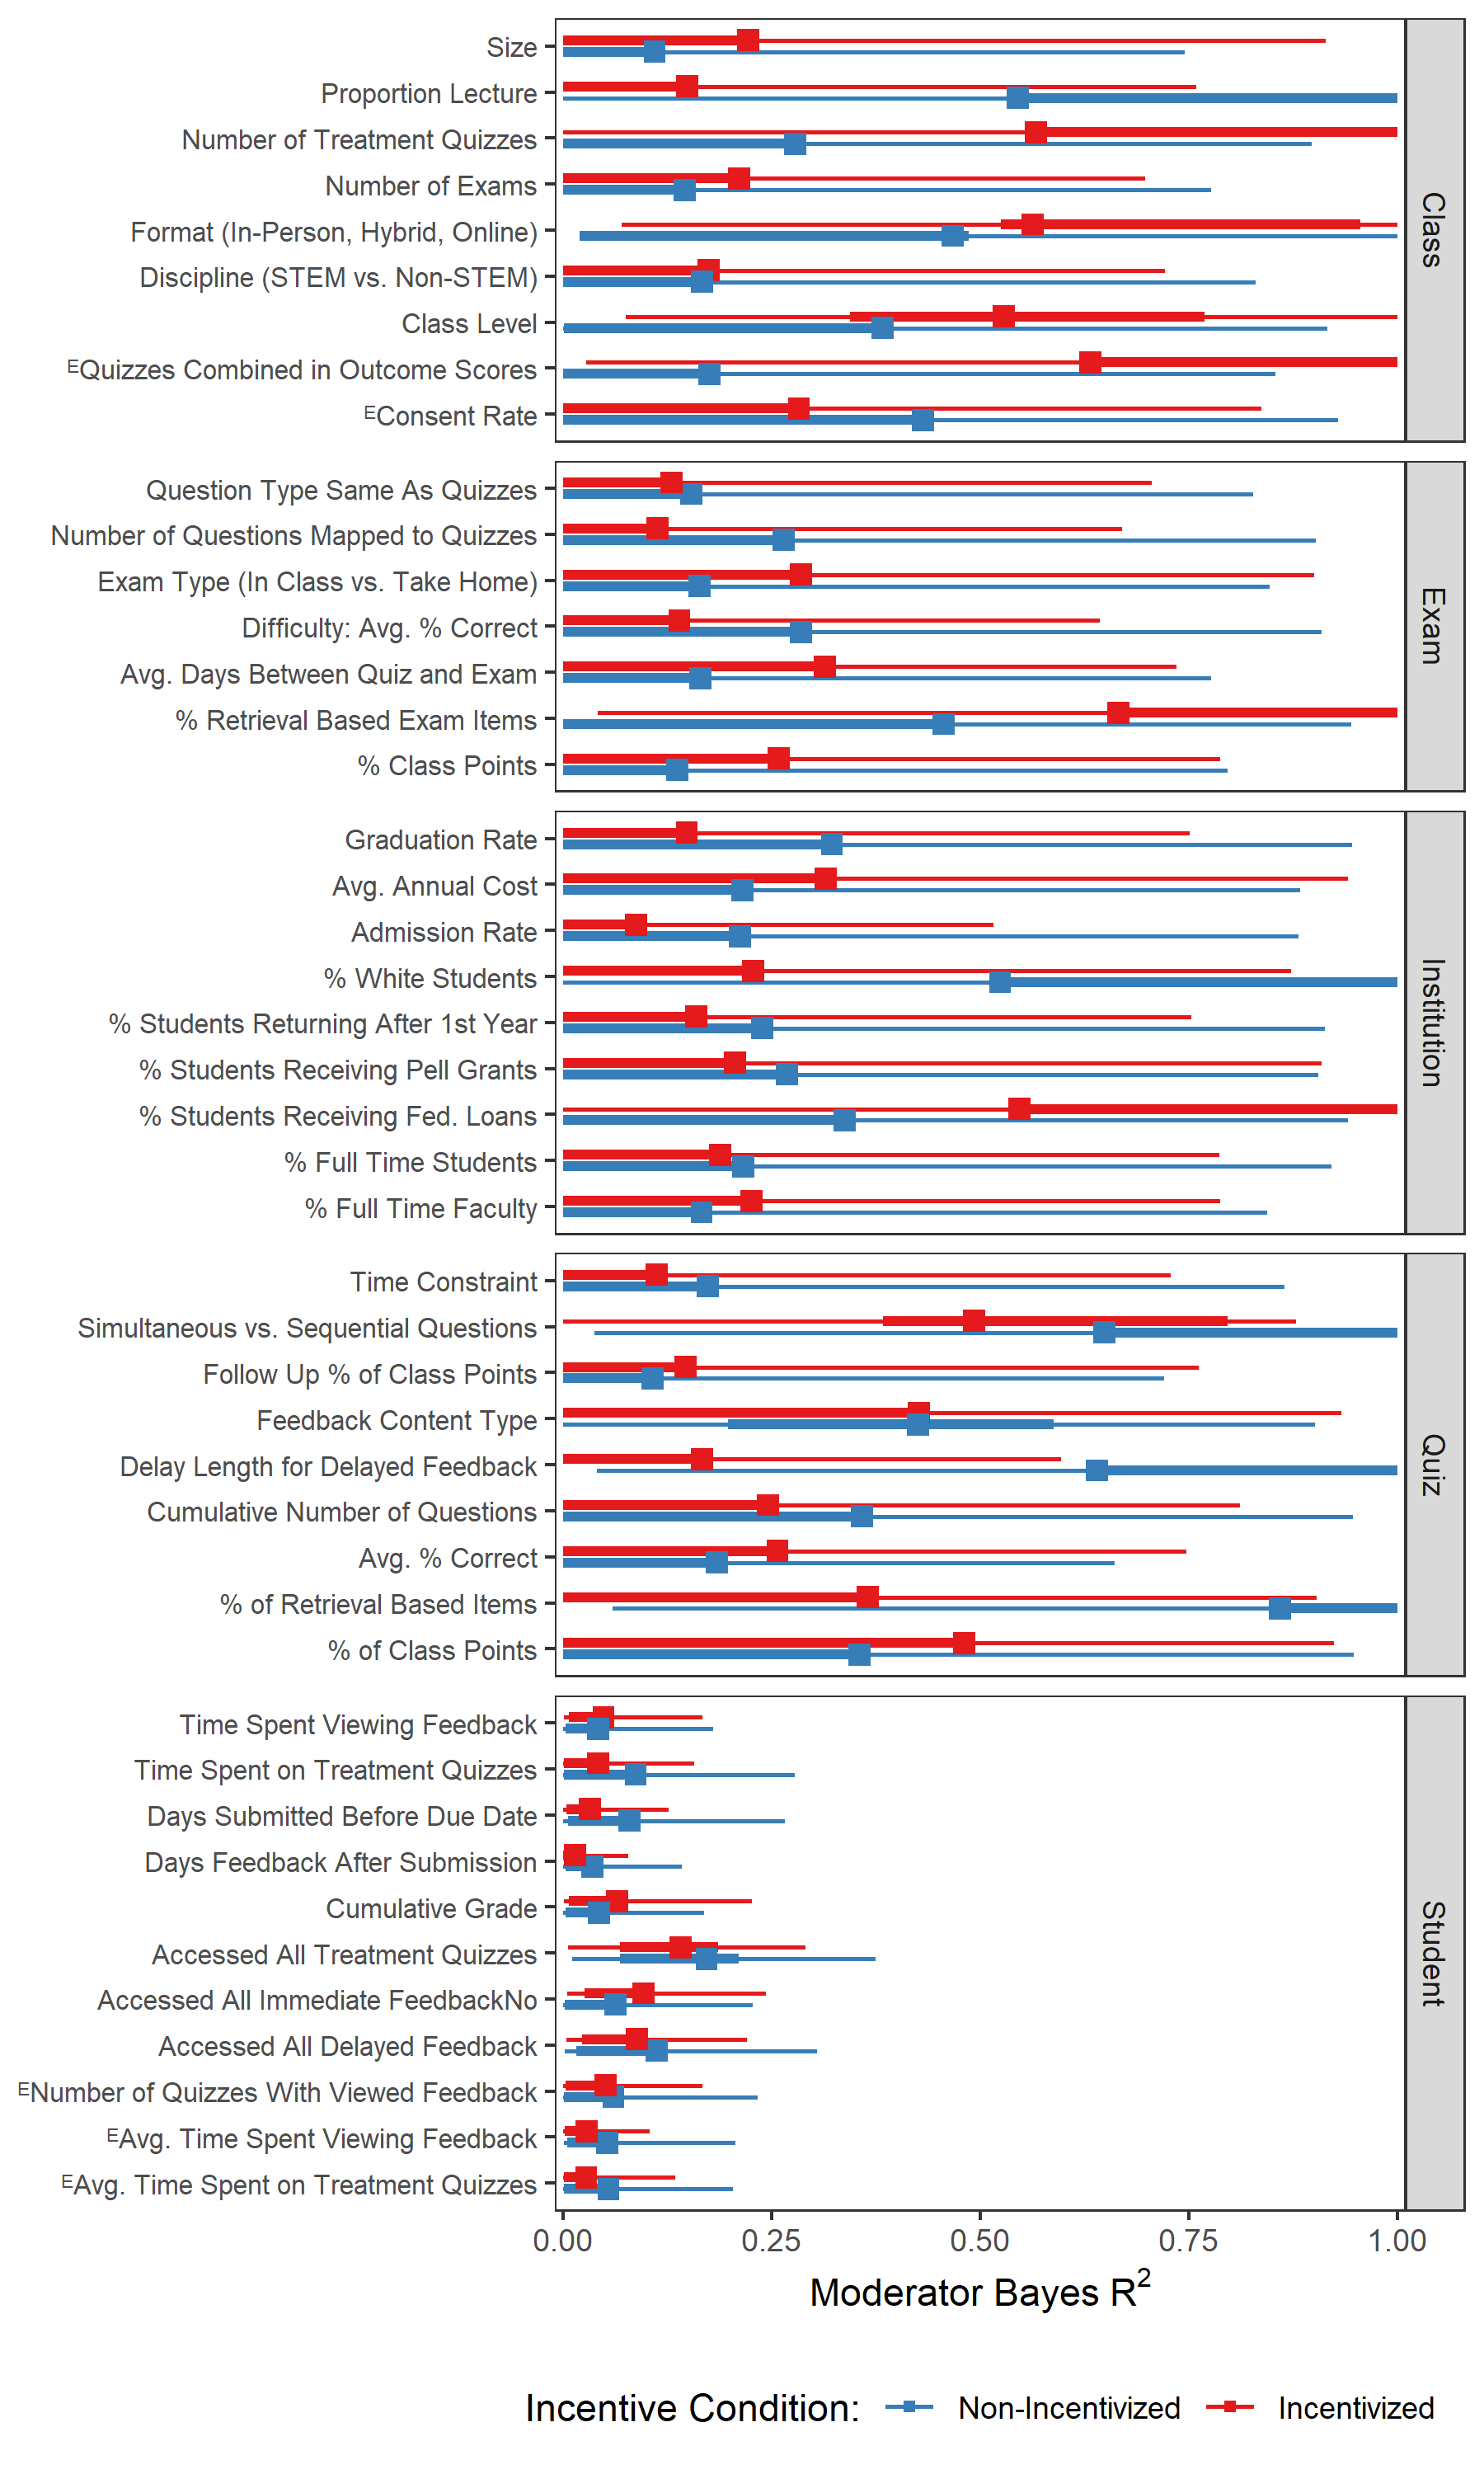 Size
Proportion Lecture
Number of Treatment Quizzes
Number of Exams
Format (In-Person, Hybrid, Online)
Discipline (STEM vs. Non-STEM)
Class Level
ᴱQuizzes Combined in Outcome Scores
ᴱConsent Rate
Class
Question Type Same As Quizzes
Number of Questions Mapped to Quizzes
Exam Type (In Class vs. Take Home)
Difficulty: Avg. % Correct
Avg. Days Between Quiz and Exam
% Retrieval Based Exam Items
% Class Points
Exam
Graduation Rate
Avg. Annual Cost
Admission Rate
% White Students
% Students Returning After 1st Year
% Students Receiving Pell Grants
% Students Receiving Fed. Loans
% Full Time Students
% Full Time Faculty
Institution
Time Constraint
Simultaneous vs. Sequential Questions
Follow Up % of Class Points
Feedback Content Type
Delay Length for Delayed Feedback
Cumulative Number of Questions
Avg. % Correct
% of Retrieval Based Items
% of Class Points
Quiz
Time Spent Viewing Feedback
Time Spent on Treatment Quizzes
Days Submitted Before Due Date
Days Feedback After Submission
Cumulative Grade
Accessed All Treatment Quizzes
Accessed All Immediate FeedbackNo
Accessed All Delayed Feedback
ᴱNumber of Quizzes With Viewed Feedback
ᴱAvg. Time Spent Viewing Feedback
ᴱAvg. Time Spent on Treatment Quizzes
Student
0.00 0.25 0.50 0.75 1.00
Moderator Bayes R²
Incentive Condition: Non-Incentivized Incentivized